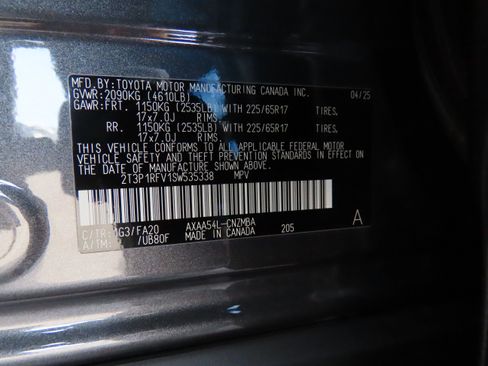 MFD.BY:TOYOTA MOTOR MANUFACTURING CANADA INC. 04/25
GVWR:2090KG (4610LB)
GAWR:FRT. 1150KG (2535LB) WITH 225/65R17 TIRES,
17x7.0J RIMS,
RR. 1150KG (2535LB) WITH 225/65R17 TIRES,
17x7.0J RIMS,
THIS VEHICLE CONFORMS TO ALL APPLICABLE FEDERAL MOTOR
VEHICLE SAFETY AND THEFT PREVENTION STANDARDS IN EFFECT ON
THE DATE OF MANUFACTURE SHOWN ABOVE.
2T3P1RFV1SW535338 MPV
C/TR: 1G3/FA20 AXAA54L-CNZMBA A
A/TM: /UB80F MADE IN CANADA 205